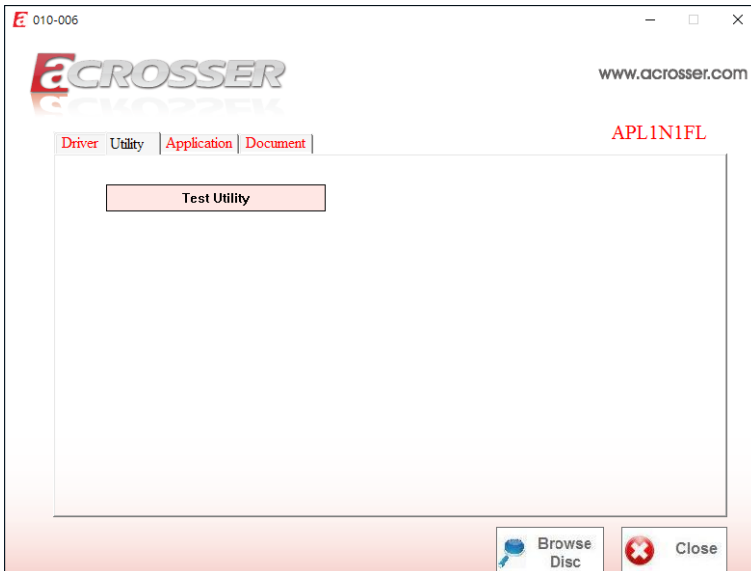 010-006
acrosser
www.acrosser.com
APL1N1FL
Driver Utility Application Document
Test Utility
Browse Disc
Close